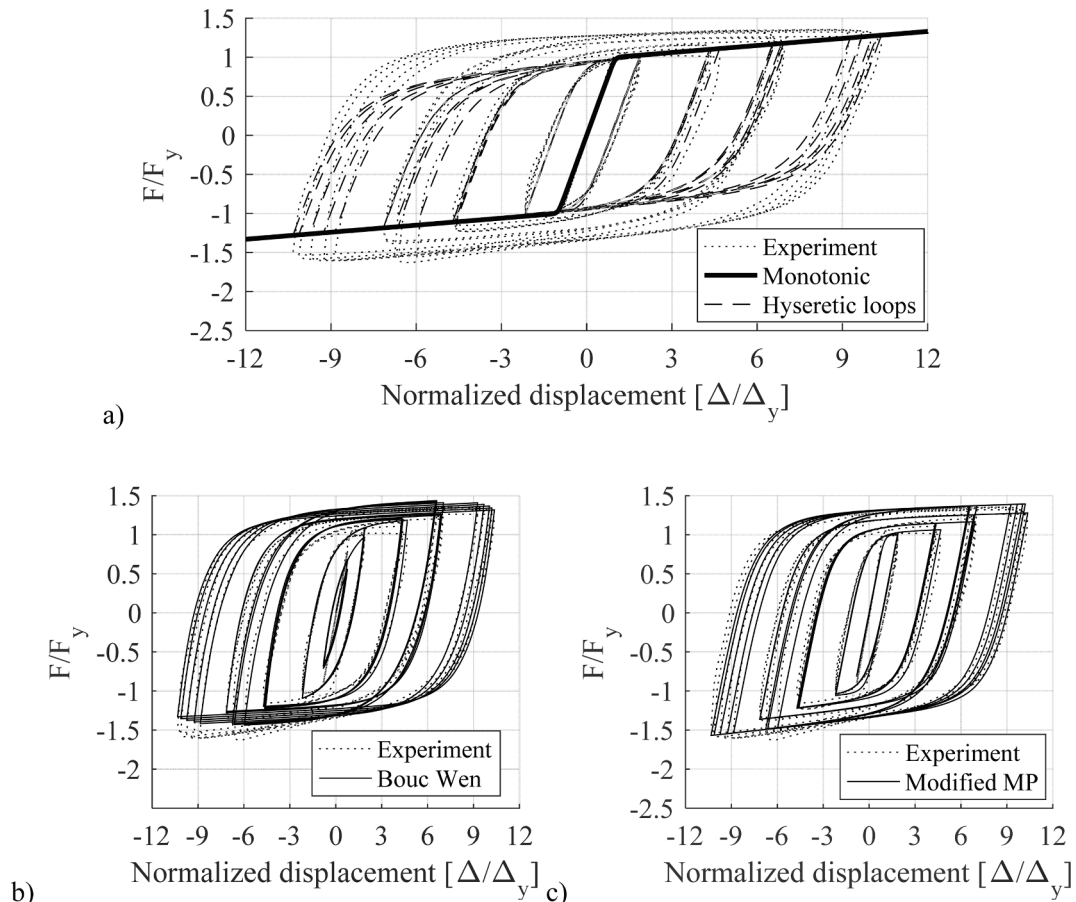 1.5
1
0.5
0
-0.5
-1
-1.5
-2
-2.5
F/F_y
-12 -9 -6 -3 0 3 6 9 12
Experiment
Monotonic
Hyseretic loops
Normalized displacement [Δ/Δ_y]
a)
1.5
1
0.5
0
-0.5
-1
-1.5
-2
F/F_y
-12 -9 -6 -3 0 3 6 9 12
Experiment
Bouc Wen
Normalized displacement [Δ/Δ_y]
b)
1.5
1
0.5
0
-0.5
-1
-1.5
-2
-2.5
F/F_y
-12 -9 -6 -3 0 3 6 9 12
Experiment
Modified MP
Normalized displacement [Δ/Δ_y]
c)